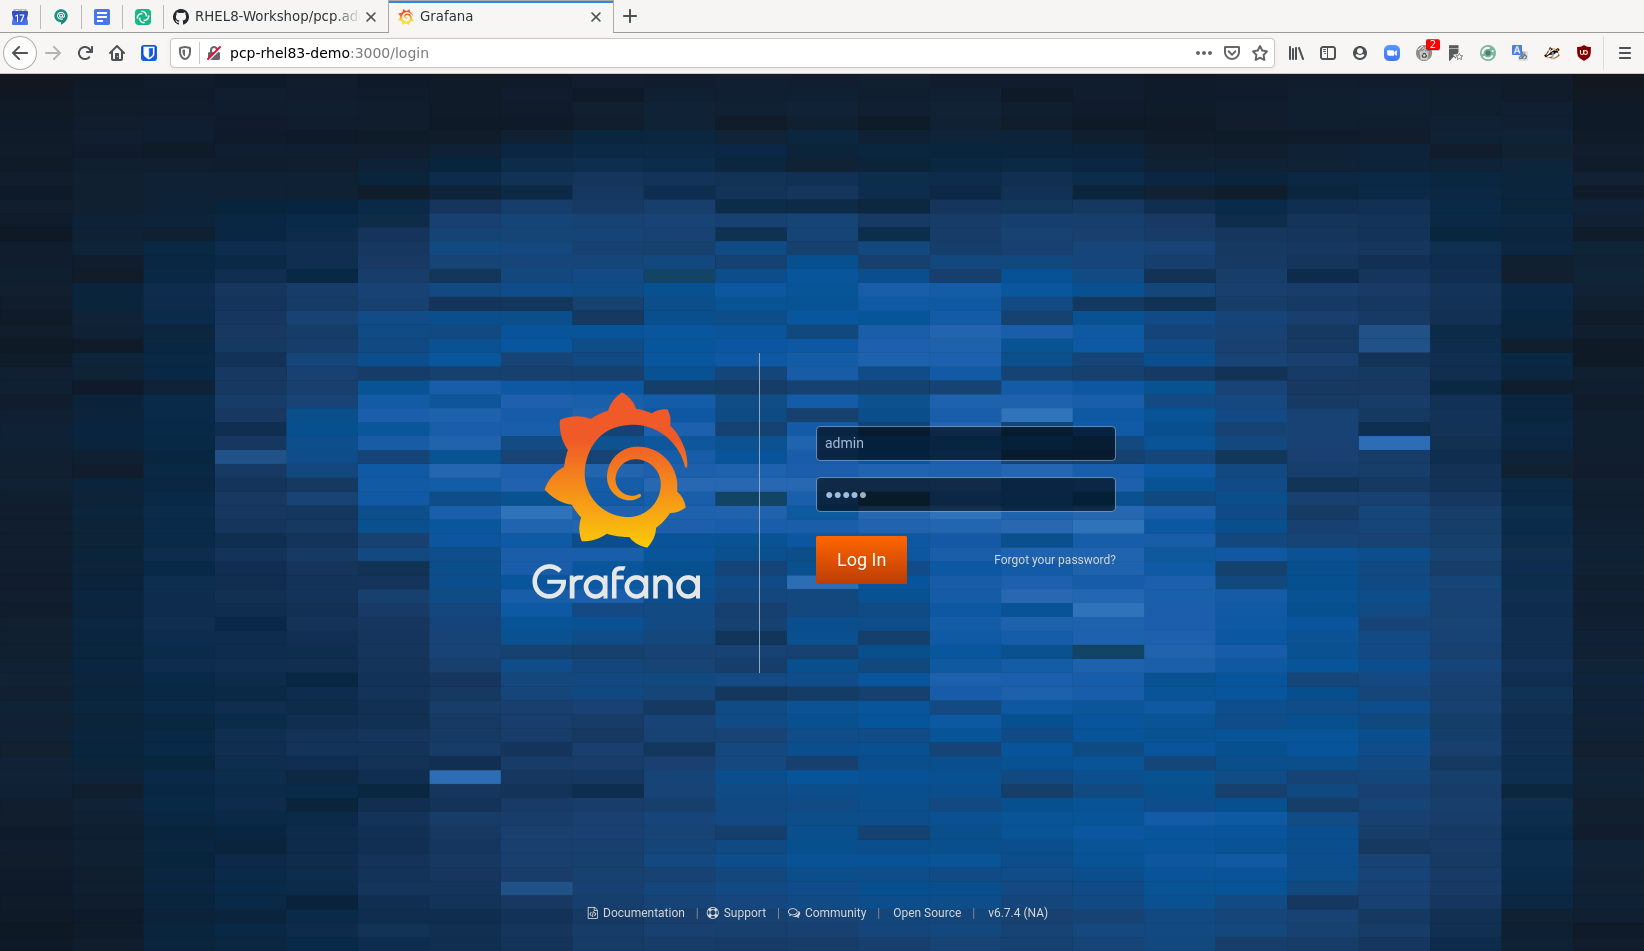 17
RHEL8-Workshop/pcp.ad
Grafana
pcp-rhel83-demo:3000/login
2
admin
•••••
Log In
Forgot your password?
Grafana
Documentation | Support | Community | Open Source | v6.7.4 (NA)